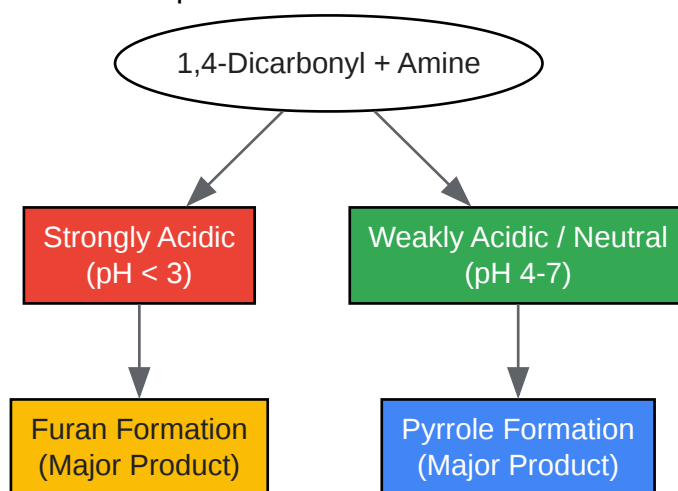 1,4-Dicarbonyl + Amine
Strongly Acidic
(pH < 3)
Weakly Acidic / Neutral
(pH 4-7)
Furan Formation
(Major Product)
Pyrrole Formation
(Major Product)